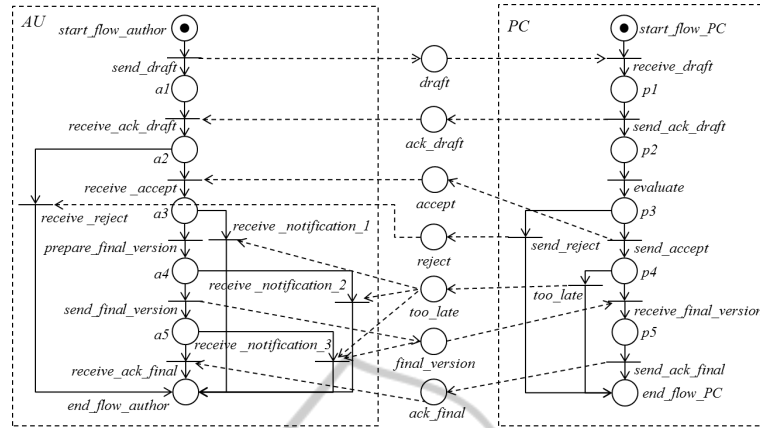 AU
PC
start_flow_author
start_flow_PC
send_draft
draft
receive_draft
a1
p1
receive_ack_draft
ack_draft
send_ack_draft
a2
p2
receive _accept
accept
evaluate
a3
p3
receive _reject
receive _notification_1
reject
send_reject
send_accept
prepare_final_version
a4
p4
receive _notification_2
too_late
too_late
send_final_version
receive_final_version
a5
p5
receive _notification_3
final_version
receive_ack_final
send_ack_final
end_flow_author
ack_final
end_flow_PC